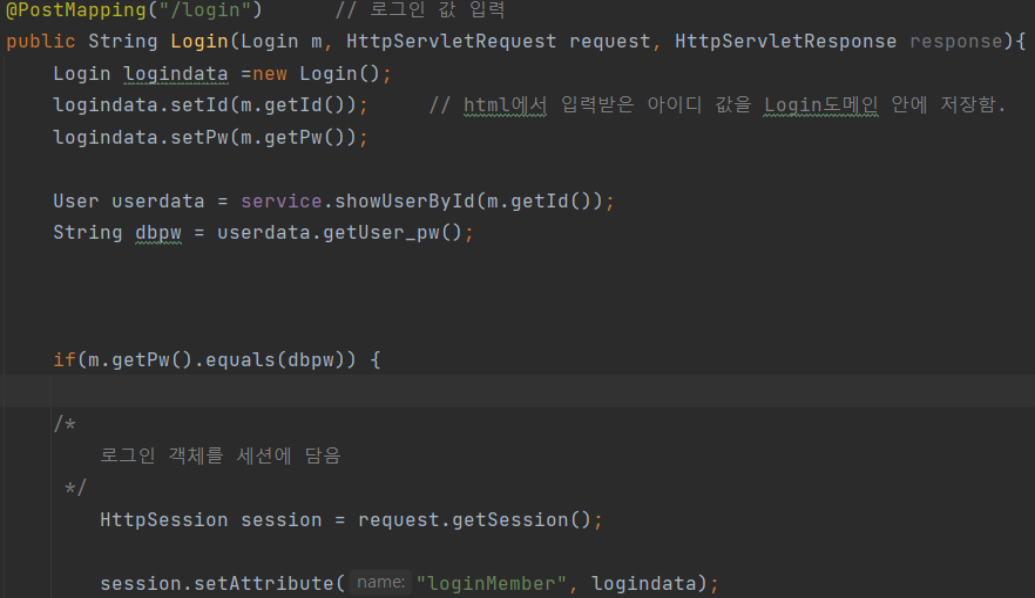 @PostMapping("/login")      // 로그인 값 입력
public String Login(Login m, HttpServletRequest request, HttpServletResponse response){
    Login logindata =new Login();
    logindata.setId(m.getId());     // html에서 입력받은 아이디 값을 Login도메인 안에 저장함.
    logindata.setPw(m.getPw());
    User userdata = service.showUserById(m.getId());
    String dbpw = userdata.getUser_pw();
    if(m.getPw().equals(dbpw)) {
    /*
        로그인 객체를 세션에 담음
     */
        HttpSession session = request.getSession();
        session.setAttribute( name: "loginMember", logindata);